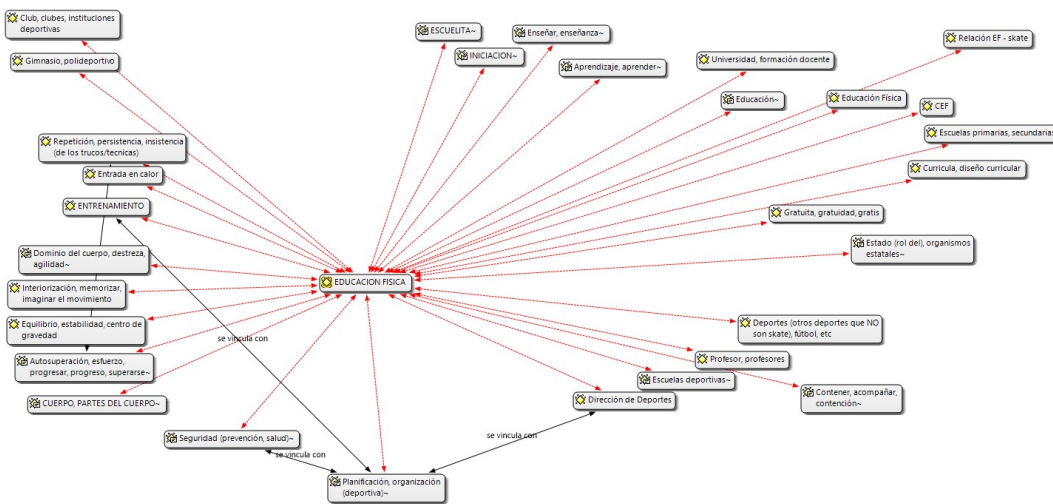 Club, clubes, instituciones
deportivas
Gimnasio, polideportivo
ESCUELITA~
INICIACION~
Enseñar, enseñanza~
Aprendizaje, aprender~
Universidad, formación docente
Relación EF - skate
Educación~
Educación Física
CEF
Escuelas primarias, secundarias
Curricula, diseño curricular
Repetición, persistencia, insistencia
(de los trucos/tecnicas)
Entrada en calor
ENTRENAMIENTO
Gratuita, gratuidad, gratis
Estado (rol del), organismos
estatales~
Dominio del cuerpo, destreza,
agilidad~
EDUCACION FISICA
Interiorización, memorizar,
imaginar el movimiento
Equilibrio, estabilidad, centro de
gravedad
se vincula con
Deportes (otros deportes que NO
son skate), fútbol, etc
Autosuperación, esfuerzo,
progresar, progreso, superarse~
Profesor, profesores
Escuelas deportivas~
CUERPO, PARTES DEL CUERPO~
Dirección de Deportes
Contener, acompañar,
contención~
Seguridad (prevención, salud)~
se vincula con
se vincula con
Planificación, organización
(deportiva)~